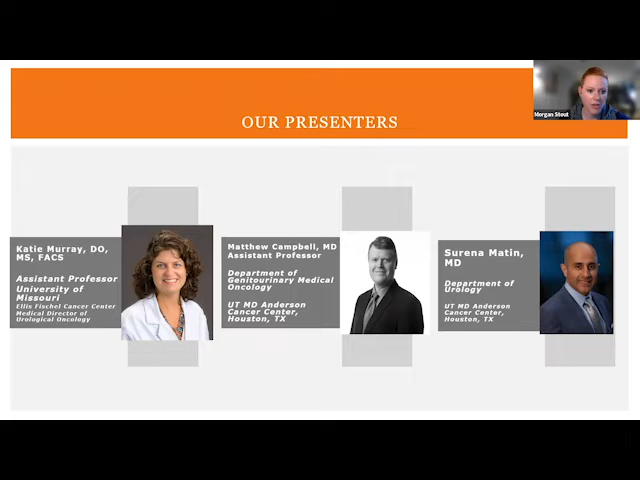 OUR PRESENTERS
Morgan Stout
Katie Murray, DO,
MS, FACS
Assistant Professor
University of
Missouri
Ellis Fischel Cancer Center
Medical Director of
Urological Oncology
Matthew Campbell, MD
Assistant Professor
Department of
Genitourinary Medical
Oncology
UT MD Anderson
Cancer Center,
Houston, TX
Surena Matin,
MD
Department of
Urology
UT MD Anderson
Cancer Center,
Houston, TX